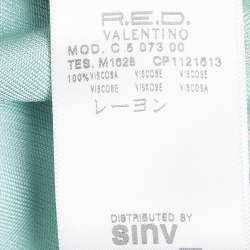 R.E.D.
VALENTINO
MOD. C 5 073 00
TES. M1628 CP1121613
100% VISCOSA VISCOSE VISCOSE
VISCOSE VISKOSE VISCOSA
レーヨン
DISTRIBUTED BY
sinv